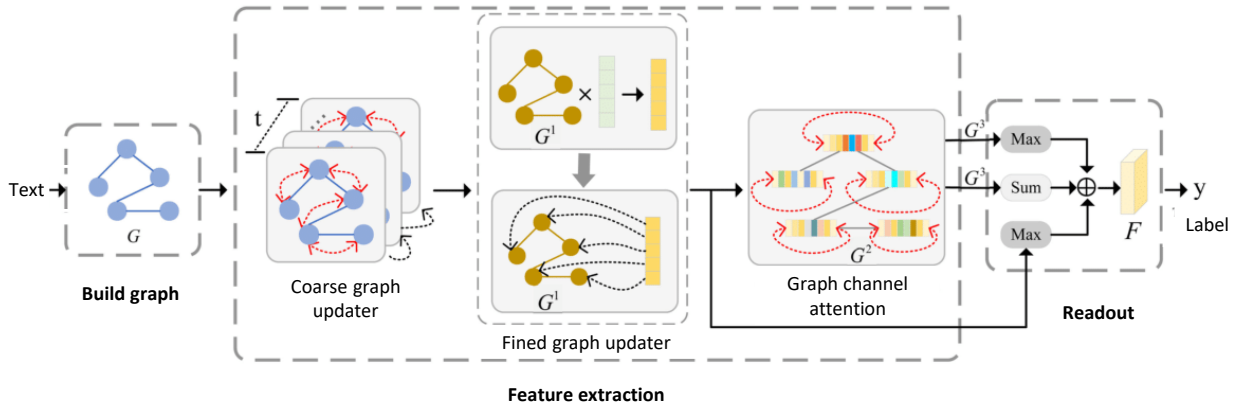 Text
G
Build graph
t
...
Coarse graph
updater
G¹
×
G¹
Fined graph updater
Feature extraction
G²
Graph channel
attention
G³
G³
Max
Sum
Max
F
Readout
y
Label